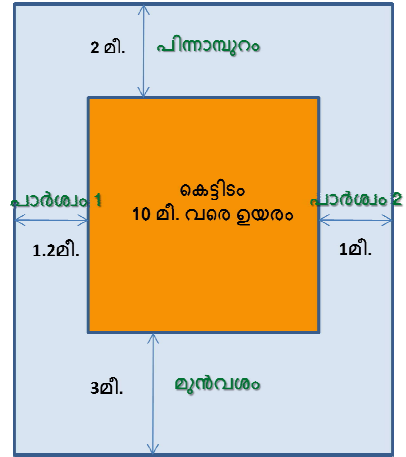 2 മീ. പിന്നാമ്പുറം
പാർശ്വം 1
കെട്ടിടം
പാർശ്വം 2
10 മീ. വരെ ഉയരം
1.2മീ.
1മീ.
3മീ. മുൻവശം